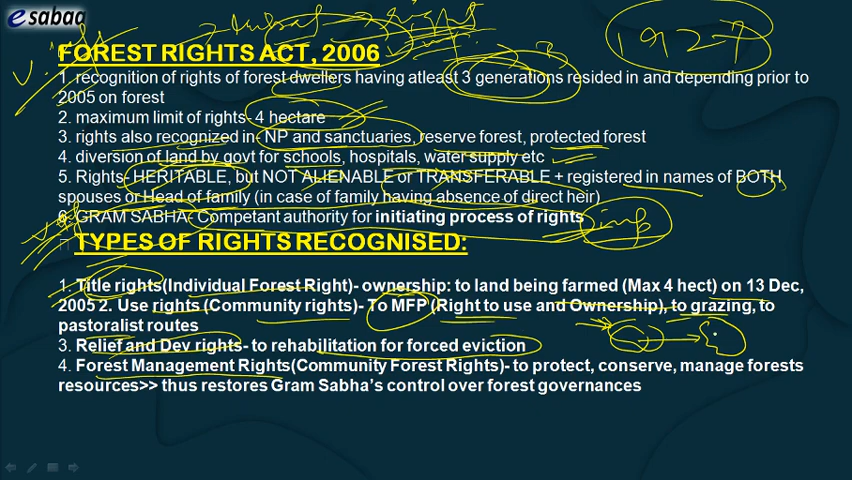 esabaq
tribal right
V. imp
1927
FOREST RIGHTS ACT, 2006
1. recognition of rights of forest dwellers having atleast 3 generations resided in and depending prior to
2005 on forest
2. maximum limit of rights- 4 hectare
3. rights also recognized in- NP and sanctuaries, reserve forest, protected forest
4. diversion of land by govt for schools, hospitals, water supply etc
5. Rights- HERITABLE, but NOT ALIENABLE or TRANSFERABLE + registered in names of BOTH
spouses or Head of family (in case of family having absence of direct heir)
6. GRAM SABHA- Competant authority for initiating process of rights
imp
TYPES OF RIGHTS RECOGNISED:
1. Title rights(Individual Forest Right)- ownership: to land being farmed (Max 4 hect) on 13 Dec,
2005 2. Use rights (Community rights)- To MFP (Right to use and Ownership), to grazing, to
pastoralist routes
3. Relief and Dev rights- to rehabilitation for forced eviction
4. Forest Management Rights(Community Forest Rights)- to protect, conserve, manage forests
resources>> thus restores Gram Sabha's control over forest governances